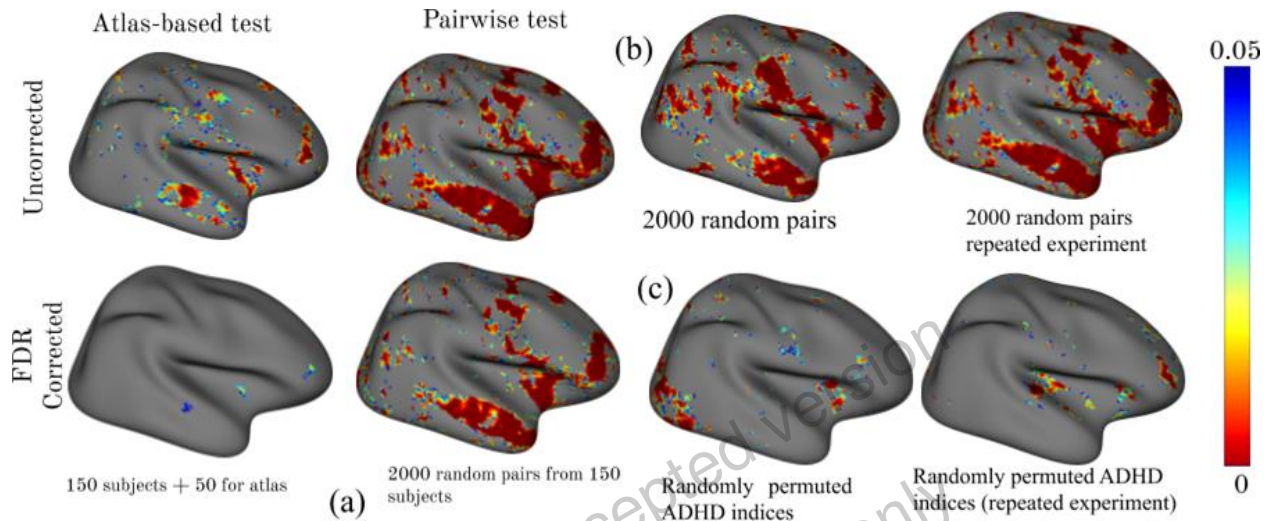 Atlas-based test
Pairwise test
(b)
0.05
Uncorrected
2000 random pairs
2000 random pairs
repeated experiment
FDR
Corrected
(c)
150 subjects + 50 for atlas
(a)
2000 random pairs from 150
subjects
Randomly permuted
ADHD indices
Randomly permuted ADHD
indices (repeated experiment)
0
version
only